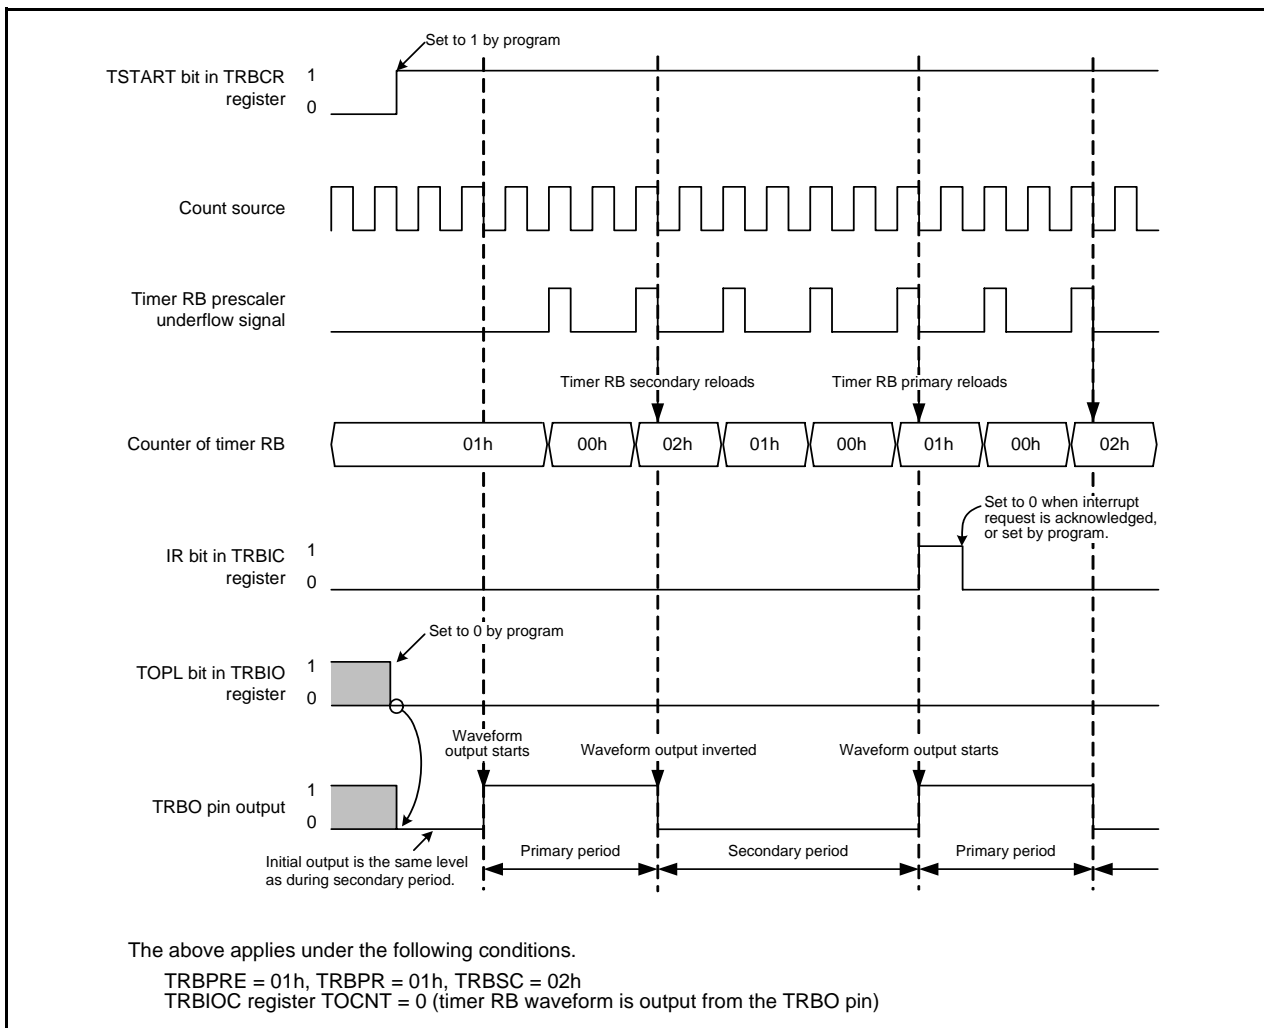 Set to 1 by program
TSTART bit in TRBCR
register
1
0
Count source
Timer RB prescaler
underflow signal
Timer RB secondary reloads
Timer RB primary reloads
Counter of timer RB
01h
00h
02h
01h
00h
01h
00h
02h
Set to 0 when interrupt
request is acknowledged,
or set by program.
IR bit in TRBIC
register
1
0
Set to 0 by program
TOPL bit in TRBIO
register
1
0
Waveform
output starts
Waveform output inverted
Waveform output starts
TRBO pin output
1
0
Initial output is the same level
as during secondary period.
Primary period
Secondary period
Primary period
The above applies under the following conditions.
TRBPRE = 01h, TRBPR = 01h, TRBSC = 02h
TRBIOC register TOCNT = 0 (timer RB waveform is output from the TRBO pin)